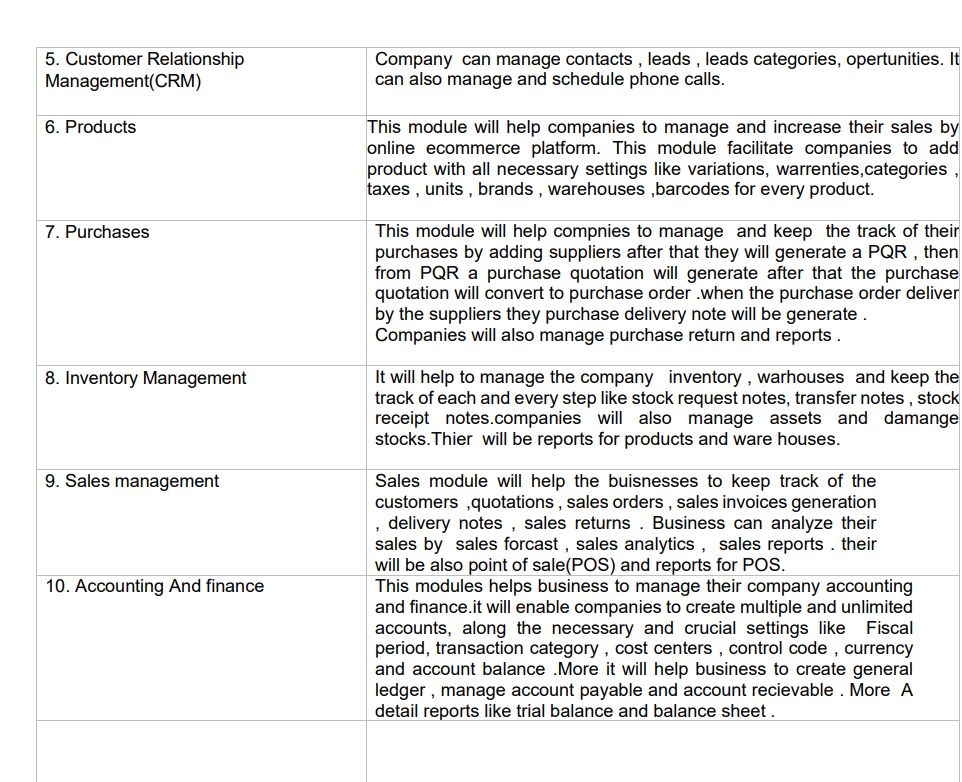 5. Customer Relationship
Management(CRM)
Company can manage contacts , leads , leads categories, opertunities. It
can also manage and schedule phone calls.
6. Products
This module will help companies to manage and increase their sales by
online ecommerce platform. This module facilitate companies to add
product with all necessary settings like variations, warrenties,categories ,
taxes , units , brands , warehouses ,barcodes for every product.
7. Purchases
This module will help compnies to manage and keep the track of their
purchases by adding suppliers after that they will generate a PQR , then
from PQR a purchase quotation will generate after that the purchase
quotation will convert to purchase order .when the purchase order deliver
by the suppliers they purchase delivery note will be generate .
Companies will also manage purchase return and reports .
8. Inventory Management
It will help to manage the company inventory , warhouses and keep the
track of each and every step like stock request notes, transfer notes , stock
receipt notes.companies will also manage assets and damange
stocks.Thier will be reports for products and ware houses.
9. Sales management
Sales module will help the buisnesses to keep track of the
customers ,quotations , sales orders , sales invoices generation
, delivery notes , sales returns . Business can analyze their
sales by sales forcast , sales analytics , sales reports . their
will be also point of sale(POS) and reports for POS.
10. Accounting And finance
This modules helps business to manage their company accounting
and finance.it will enable companies to create multiple and unlimited
accounts, along the necessary and crucial settings like Fiscal
period, transaction category , cost centers , control code , currency
and account balance .More it will help business to create general
ledger , manage account payable and account recievable . More A
detail reports like trial balance and balance sheet .